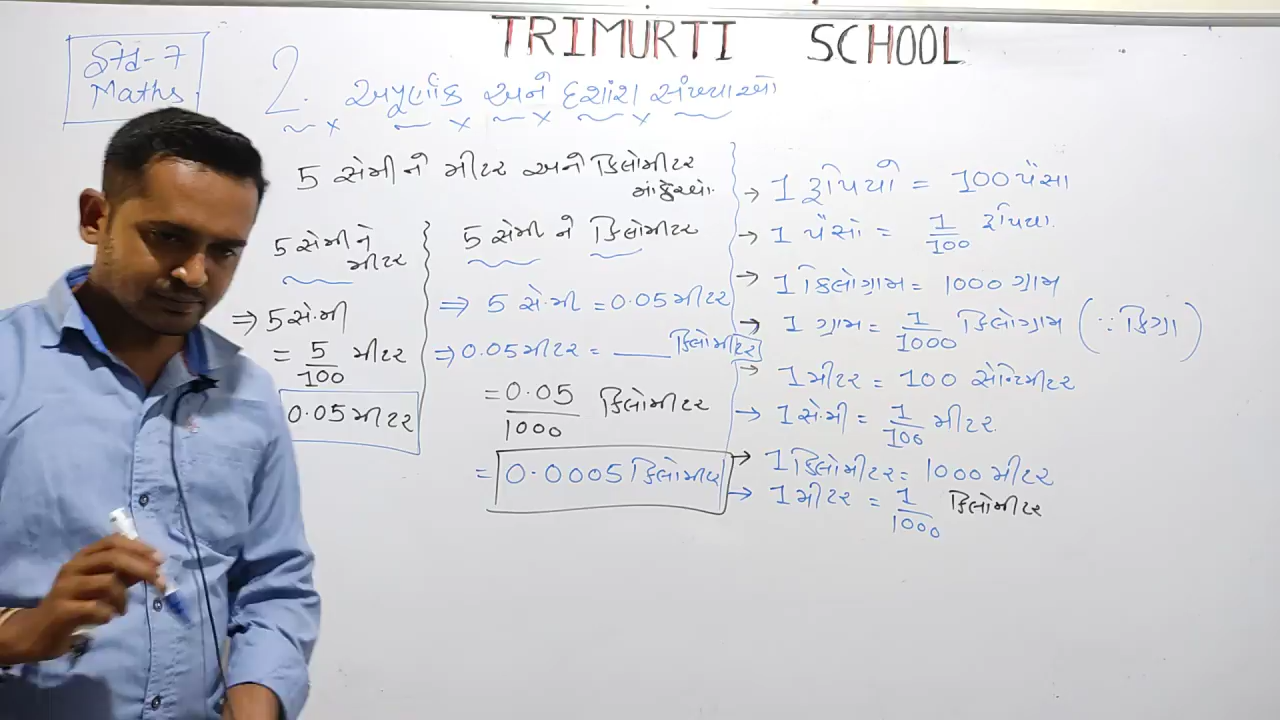 TRIMURTI SCHOOL
Std-7
Maths
2. અપૂર્ણાંક અને દશાંશ સંખ્યાઓ
5 સેમીને મીટર અને કિલોમીટર
માં ફેરવો.
5 સેમીને
મીટર
⇒ 5 સે.મી
= 5/100 મીટર
0.05 મીટર
5 સેમી ને કિલોમીટર
⇒ 5 સે.મી = 0.05 મીટર
⇒ 0.05 મીટર = ____ કિલોમીટર
= 0.05/1000 કિલોમીટર
= 0.0005 કિલોમીટર
→ 1 રૂપિયો = 100 પૈસા
→ 1 પૈસો = 1/100 રૂપિયા.
→ 1 કિલોગ્રામ = 1000 ગ્રામ
→ 1 ગ્રામ = 1/1000 કિલોગ્રામ (∵ કિગ્રા)
→ 1 મીટર = 100 સેન્ટિમીટર
→ 1 સે.મી = 1/100 મીટર.
→ 1 કિલોમીટર = 1000 મીટર
→ 1 મીટર = 1/1000 કિલોમીટર